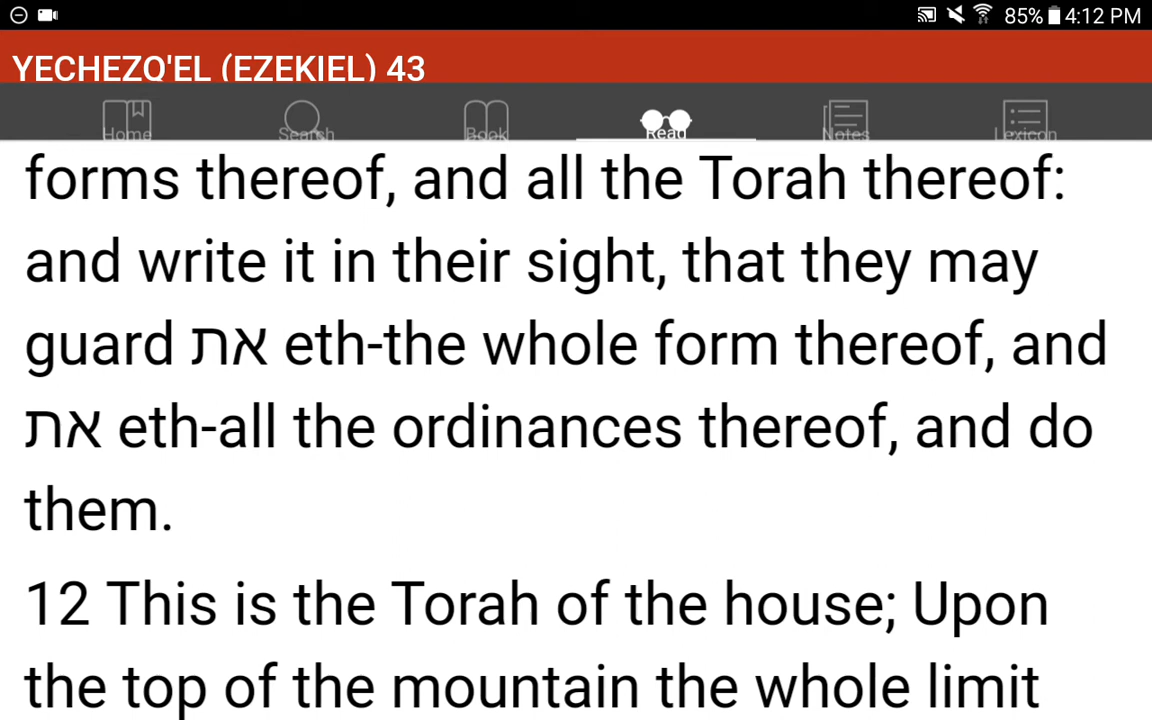 85% 4:12 PM
YECHEZQ'EL (EZEKIEL) 43
Home Search Book Read Notes Lexicon
forms thereof, and all the Torah thereof:
and write it in their sight, that they may
guard את eth-the whole form thereof, and
את eth-all the ordinances thereof, and do
them.
12 This is the Torah of the house; Upon
the top of the mountain the whole limit